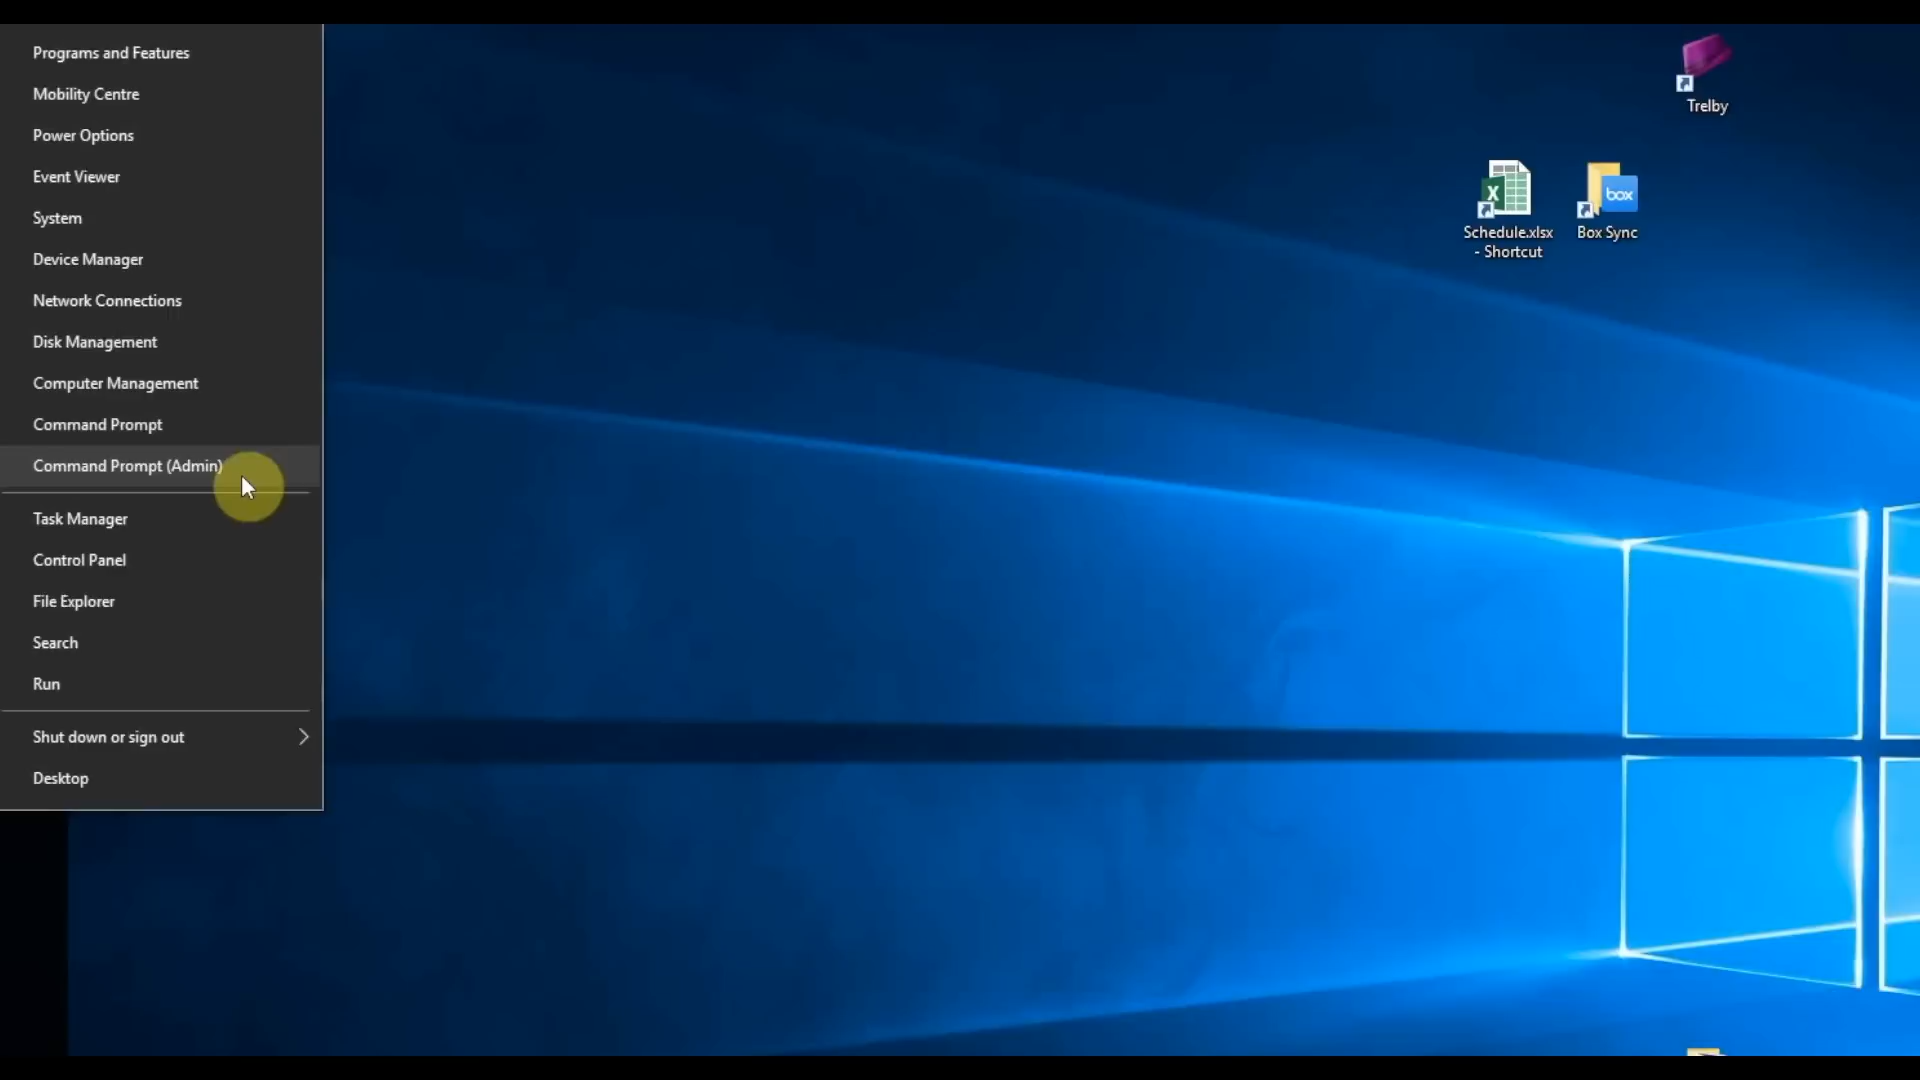 Programs and Features
Mobility Centre
Power Options
Event Viewer
System
Device Manager
Network Connections
Disk Management
Computer Management
Command Prompt
Command Prompt (Admin)
Task Manager
Control Panel
File Explorer
Search
Run
Shut down or sign out
Desktop
Trelby
X
Schedule.xlsx
- Shortcut
box
Box Sync